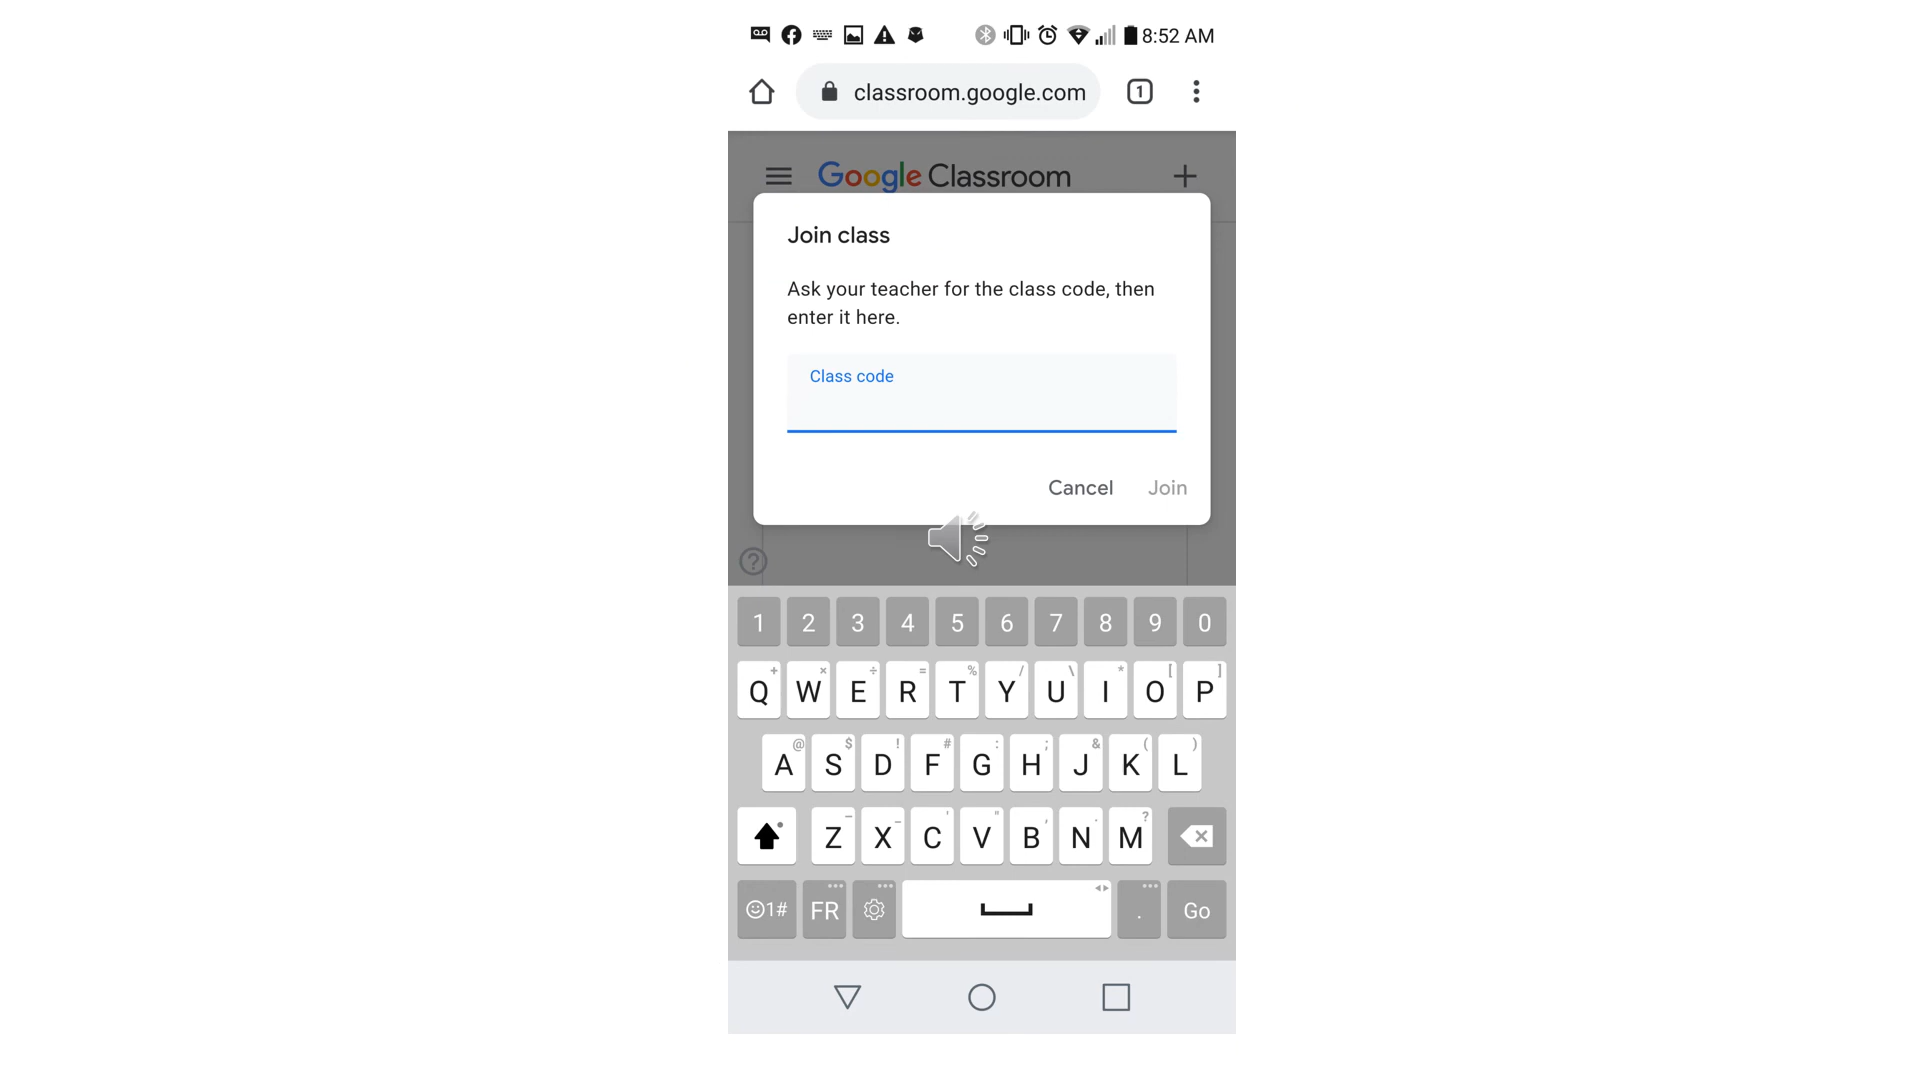 8:52 AM
classroom.google.com
1
Google Classroom
Join class
Ask your teacher for the class code, then
enter it here.
Class code
Cancel Join
?
1 2 3 4 5 6 7 8 9 0
+ × ÷ = % / \ * [ ]
Q W E R T Y U I O P
@ $ ! # : ; & ( )
A S D F G H J K L
- _ ' " , . ?
Z X C V B N M
1# FR . Go